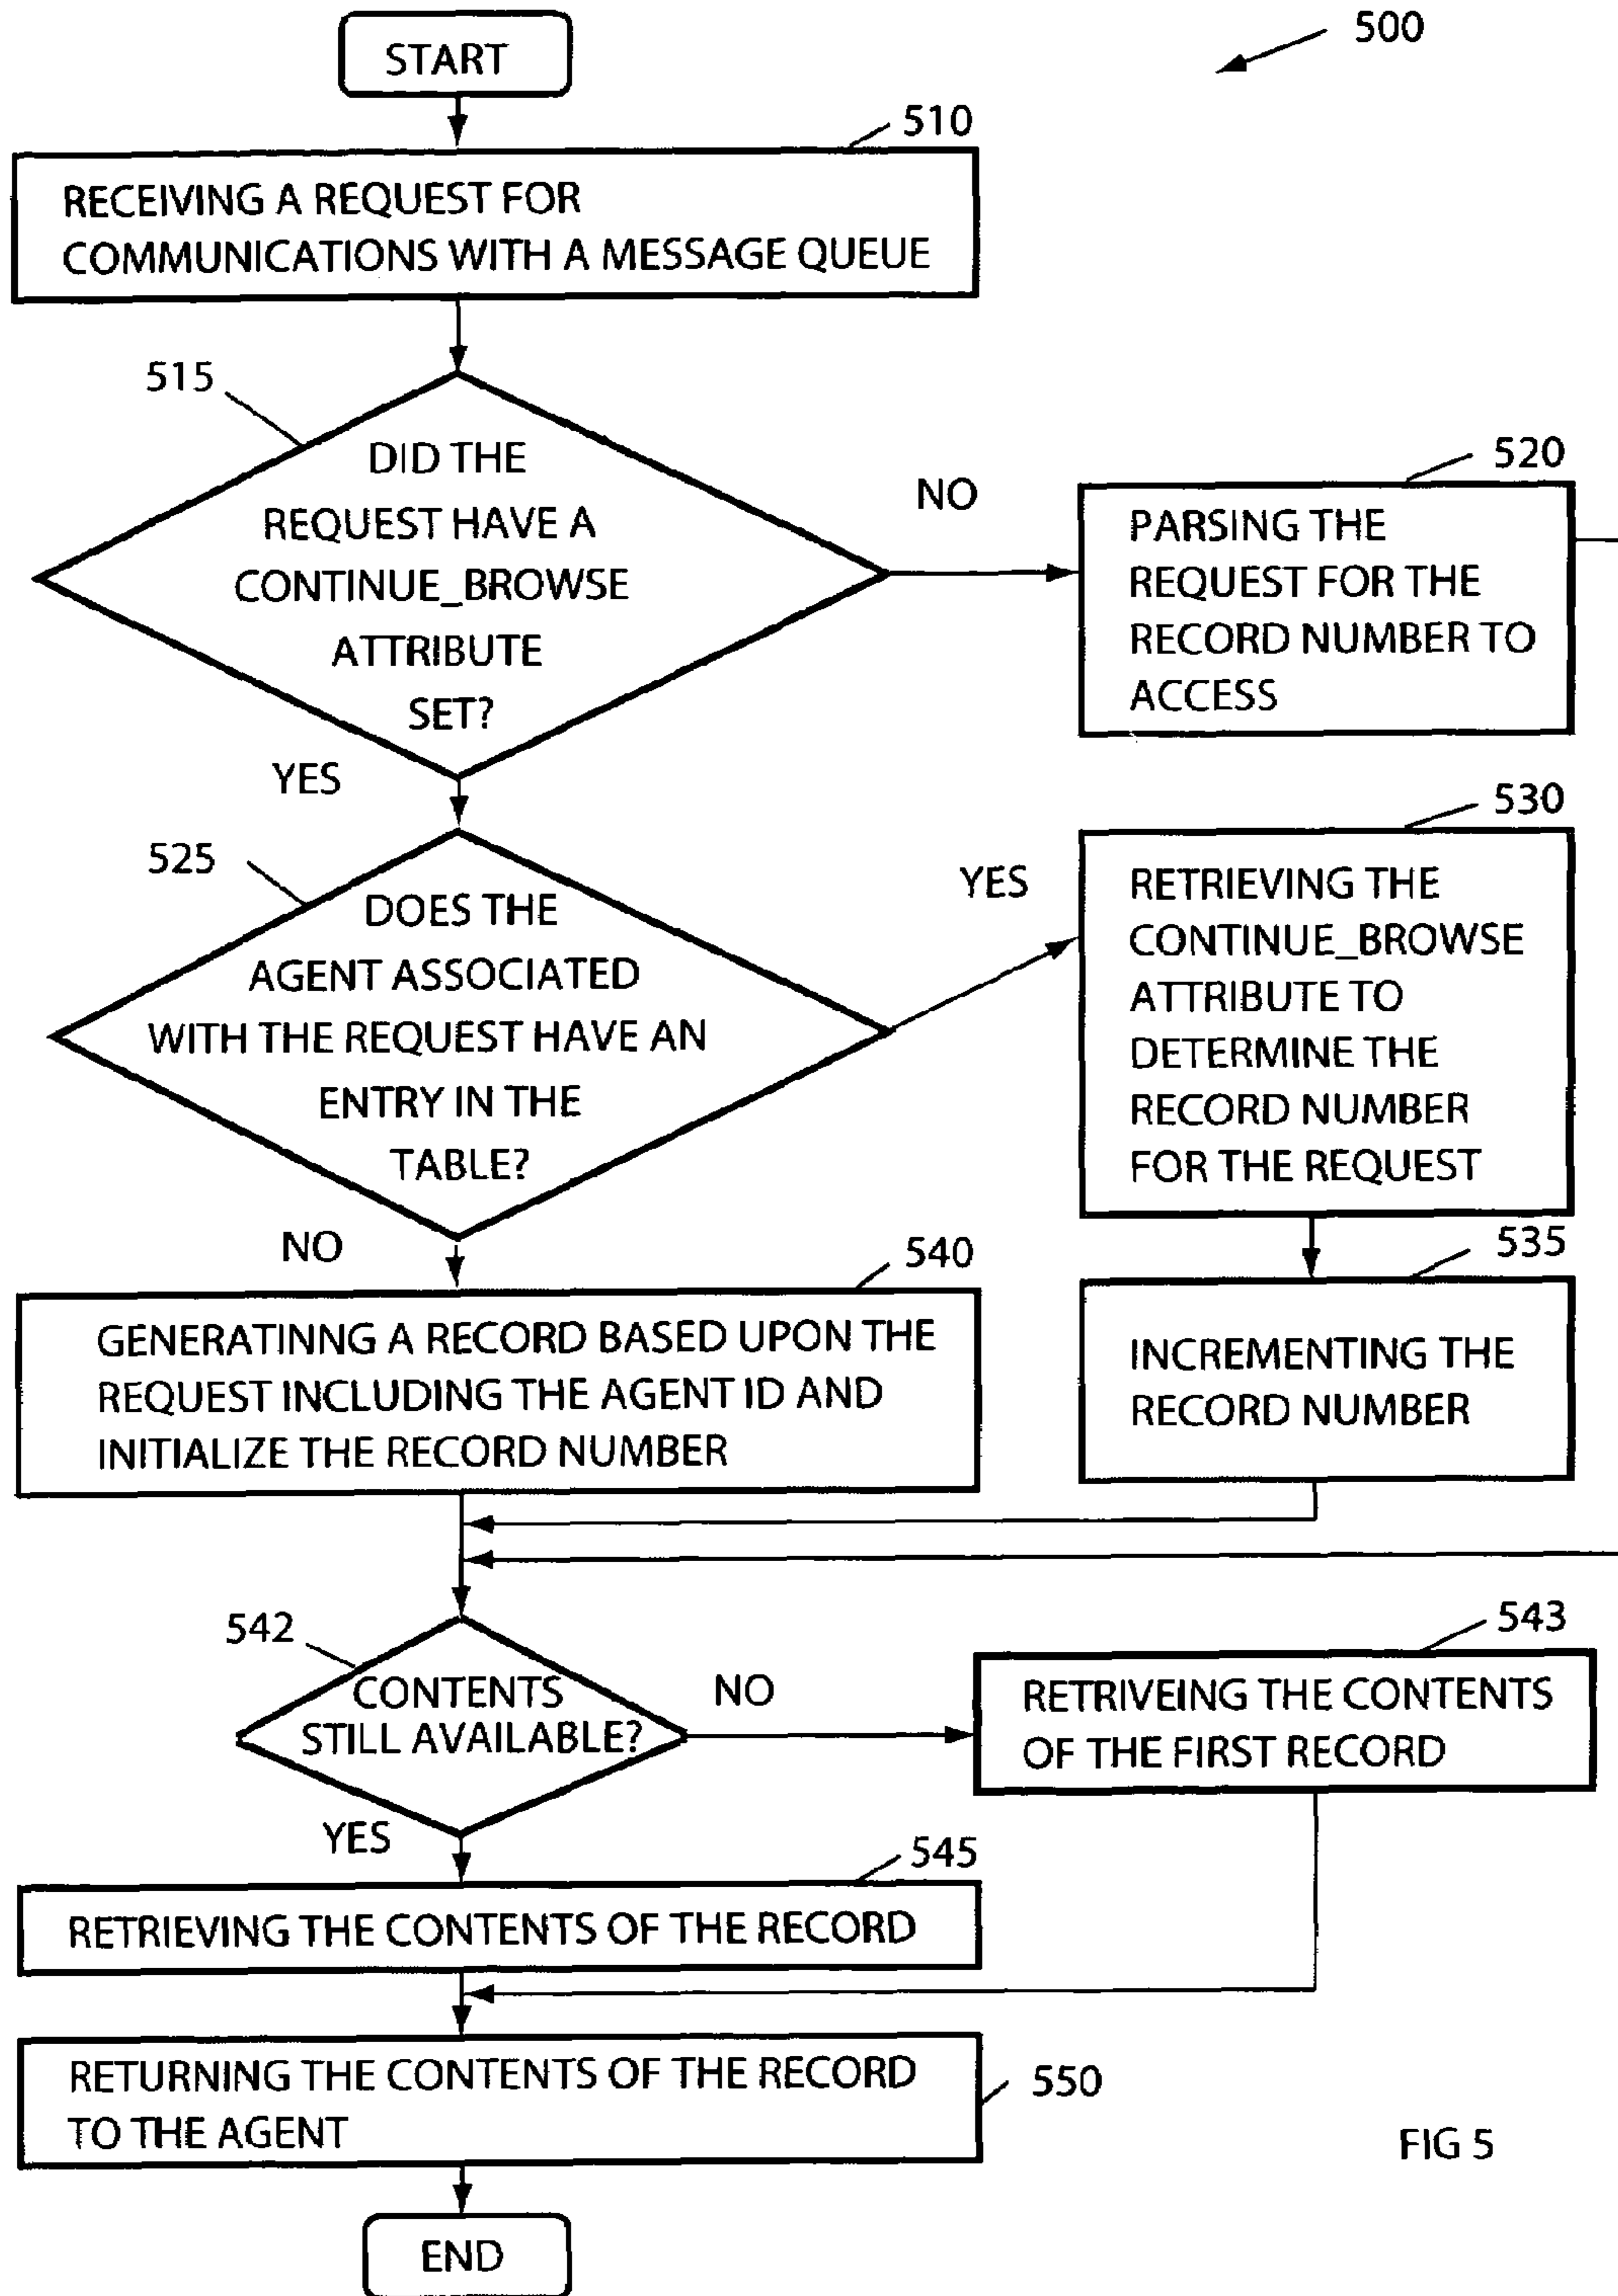 START
500
510
RECEIVING A REQUEST FOR
COMMUNICATIONS WITH A MESSAGE QUEUE
515
DID THE
REQUEST HAVE A
CONTINUE_BROWSE
ATTRIBUTE
SET?
NO
520
PARSING THE
REQUEST FOR THE
RECORD NUMBER TO
ACCESS
YES
525
DOES THE
AGENT ASSOCIATED
WITH THE REQUEST HAVE AN
ENTRY IN THE
TABLE?
YES
530
RETRIEVING THE
CONTINUE_BROWSE
ATTRIBUTE TO
DETERMINE THE
RECORD NUMBER
FOR THE REQUEST
NO
540
GENERATINNG A RECORD BASED UPON THE
REQUEST INCLUDING THE AGENT ID AND
INITIALIZE THE RECORD NUMBER
535
INCREMENTING THE
RECORD NUMBER
542
CONTENTS
STILL AVAILABLE?
NO
543
RETRIVEING THE CONTENTS
OF THE FIRST RECORD
YES
545
RETRIEVING THE CONTENTS OF THE RECORD
RETURNING THE CONTENTS OF THE RECORD
TO THE AGENT
550
FIG 5
END